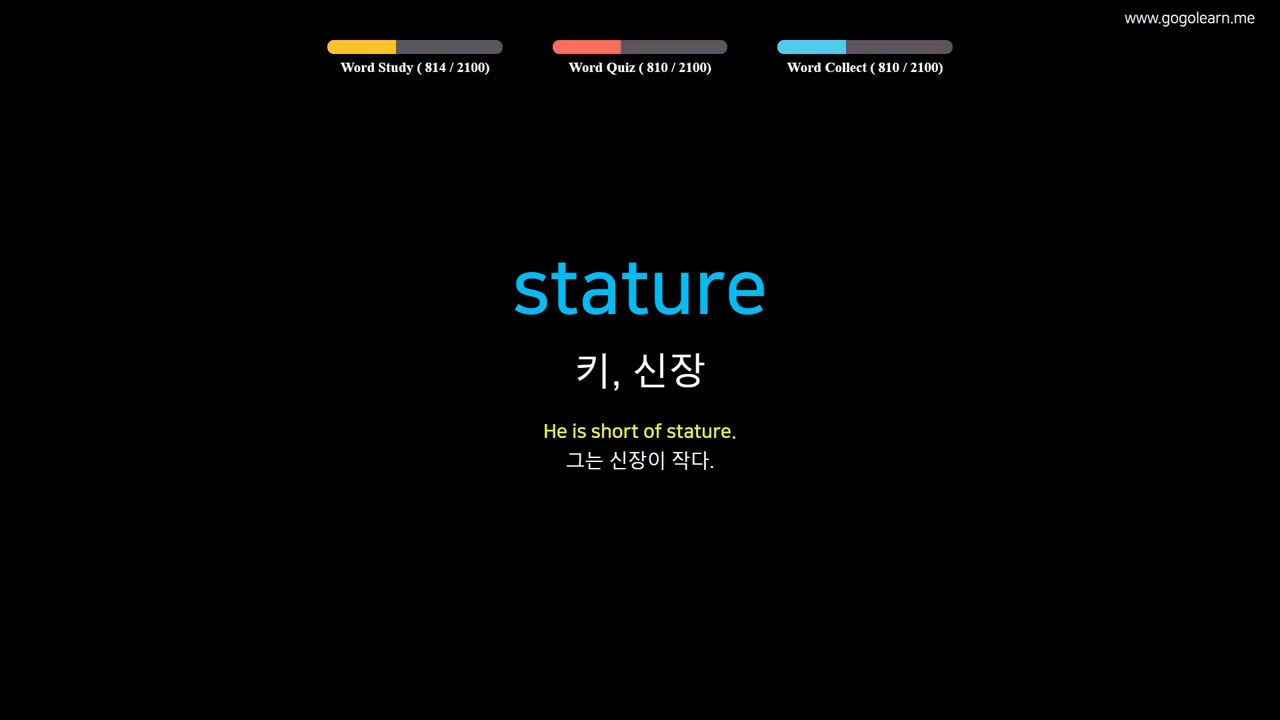 www.gogolearn.me
Word Study ( 814 / 2100)
Word Quiz ( 810 / 2100)
Word Collect ( 810 / 2100)
stature
키, 신장
He is short of stature.
그는 신장이 작다.